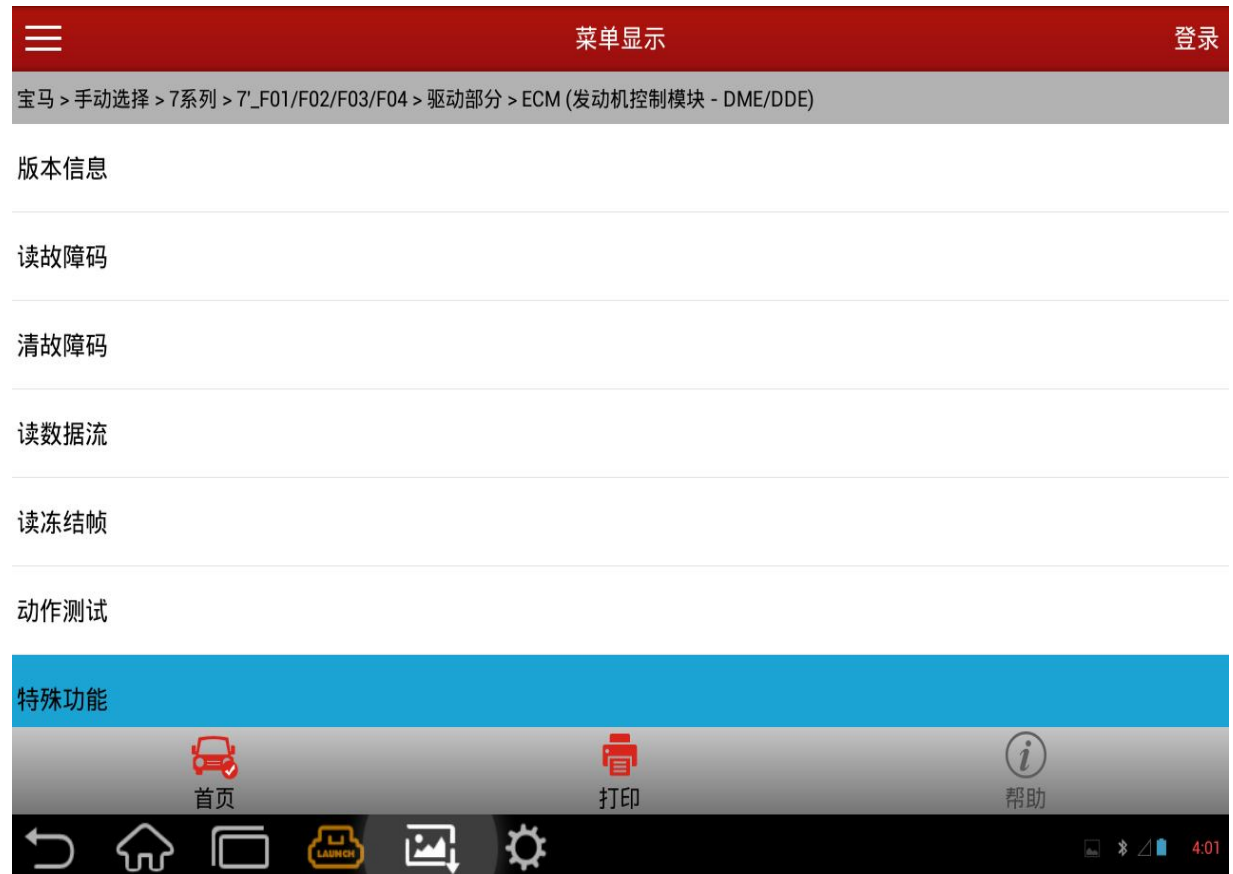 菜单显示
登录
宝马 > 手动选择 > 7系列 > 7'_F01/F02/F03/F04 > 驱动部分 > ECM (发动机控制模块 - DME/DDE)
版本信息
读故障码
清故障码
读数据流
读冻结帧
动作测试
特殊功能
首页
打印
帮助
LAUNCH
4:01